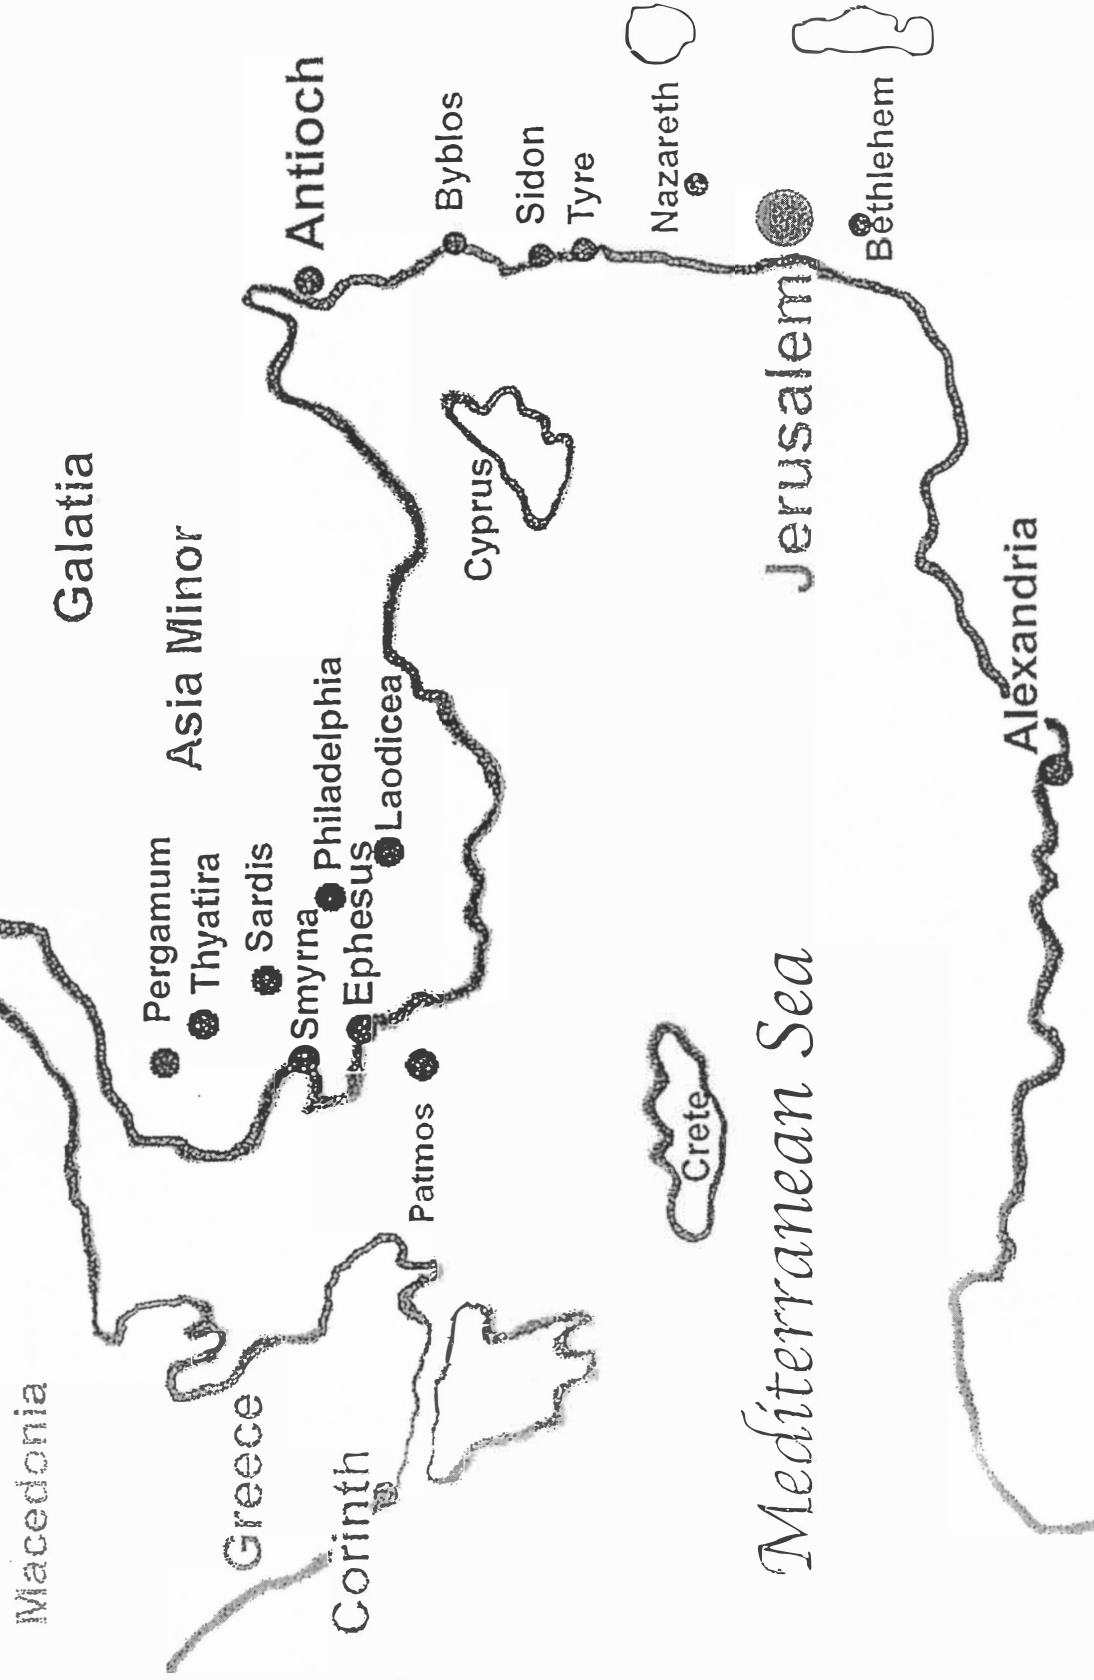 Macedonia
Galatia
Asia Minor
Pergamum
Thyatira
Sardis
Greece
Smyrna
Philadelphia
Antioch
Corinth
Ephesus
Laodicea
Patmos
Byblos
Cyprus
Sidon
Tyre
Crete
Nazareth
Mediterranean Sea
Jerusalem
Bethlehem
Alexandria